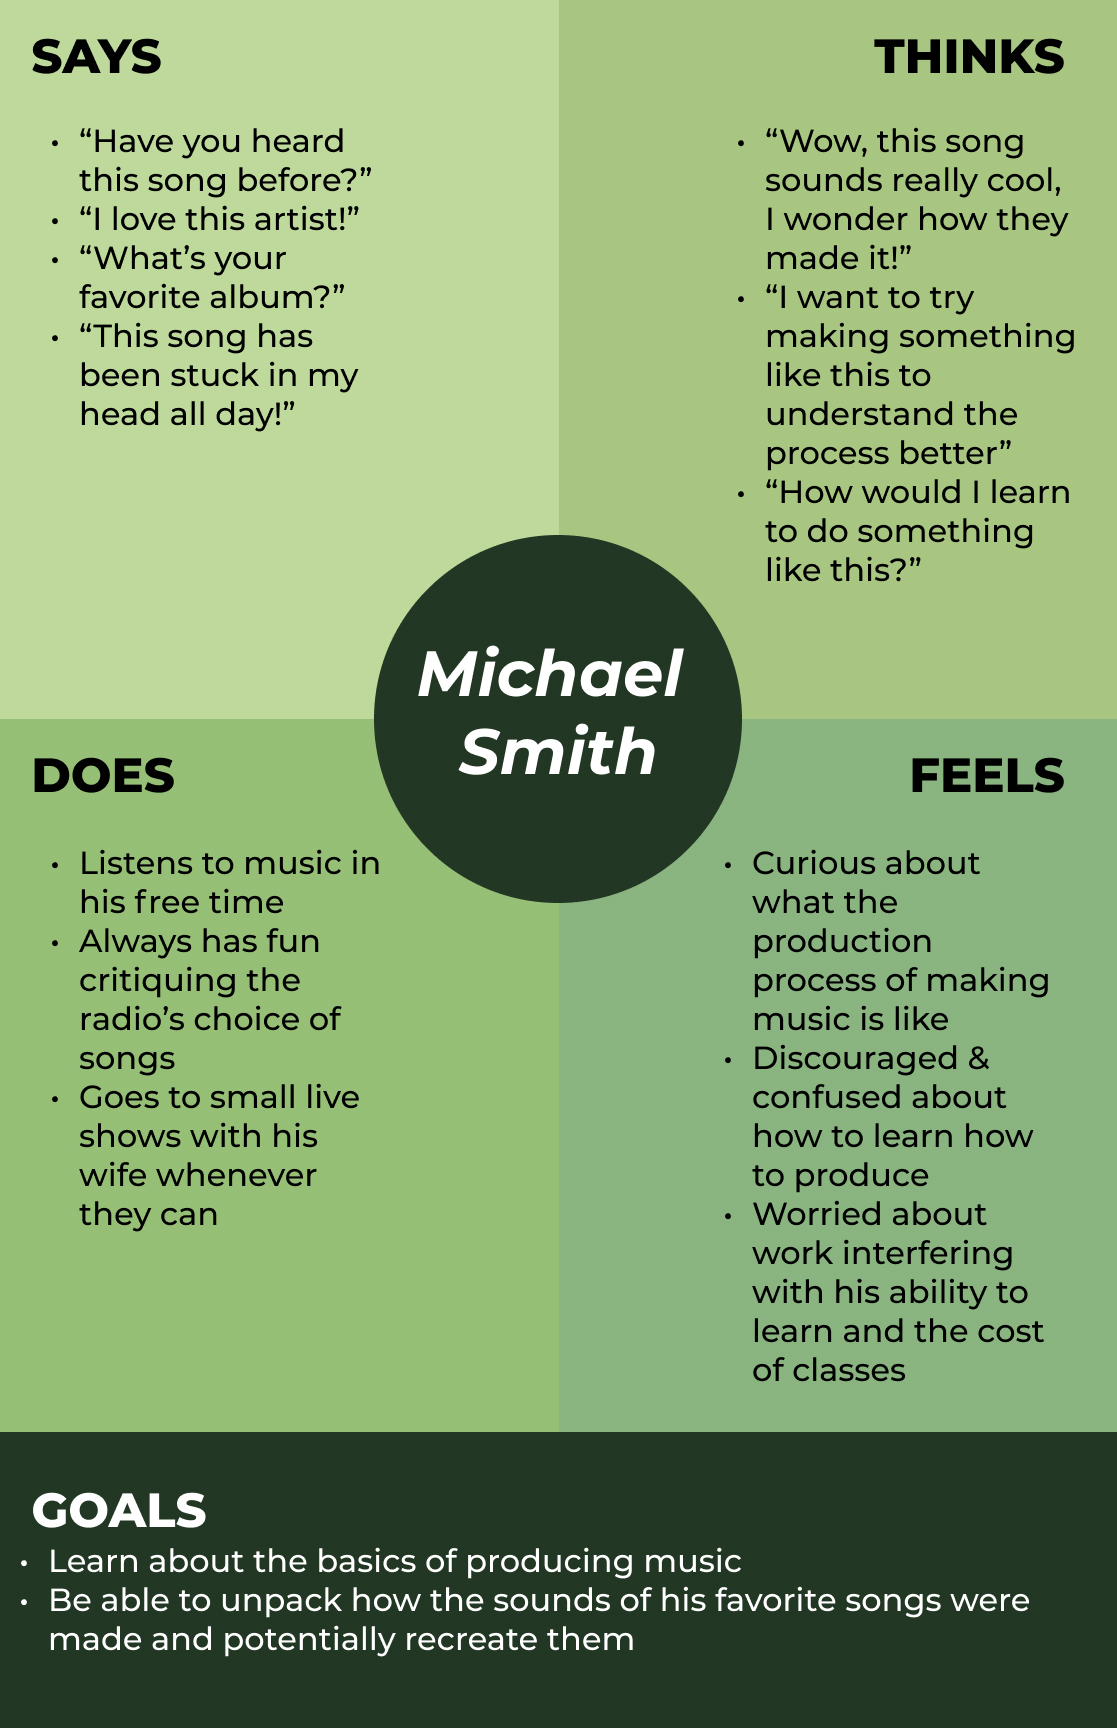 SAYS
• “Have you heard
this song before?”
• “I love this artist!”
• “What’s your
favorite album?”
• “This song has
been stuck in my
head all day!”
THINKS
• “Wow, this song
sounds really cool,
I wonder how they
made it!”
• “I want to try
making something
like this to
understand the
process better”
• “How would I learn
to do something
like this?”
Michael
Smith
DOES
• Listens to music in
his free time
• Always has fun
critiquing the
radio’s choice of
songs
• Goes to small live
shows with his
wife whenever
they can
FEELS
• Curious about
what the
production
process of making
music is like
• Discouraged &
confused about
how to learn how
to produce
• Worried about
work interfering
with his ability to
learn and the cost
of classes
GOALS
• Learn about the basics of producing music
• Be able to unpack how the sounds of his favorite songs were
made and potentially recreate them